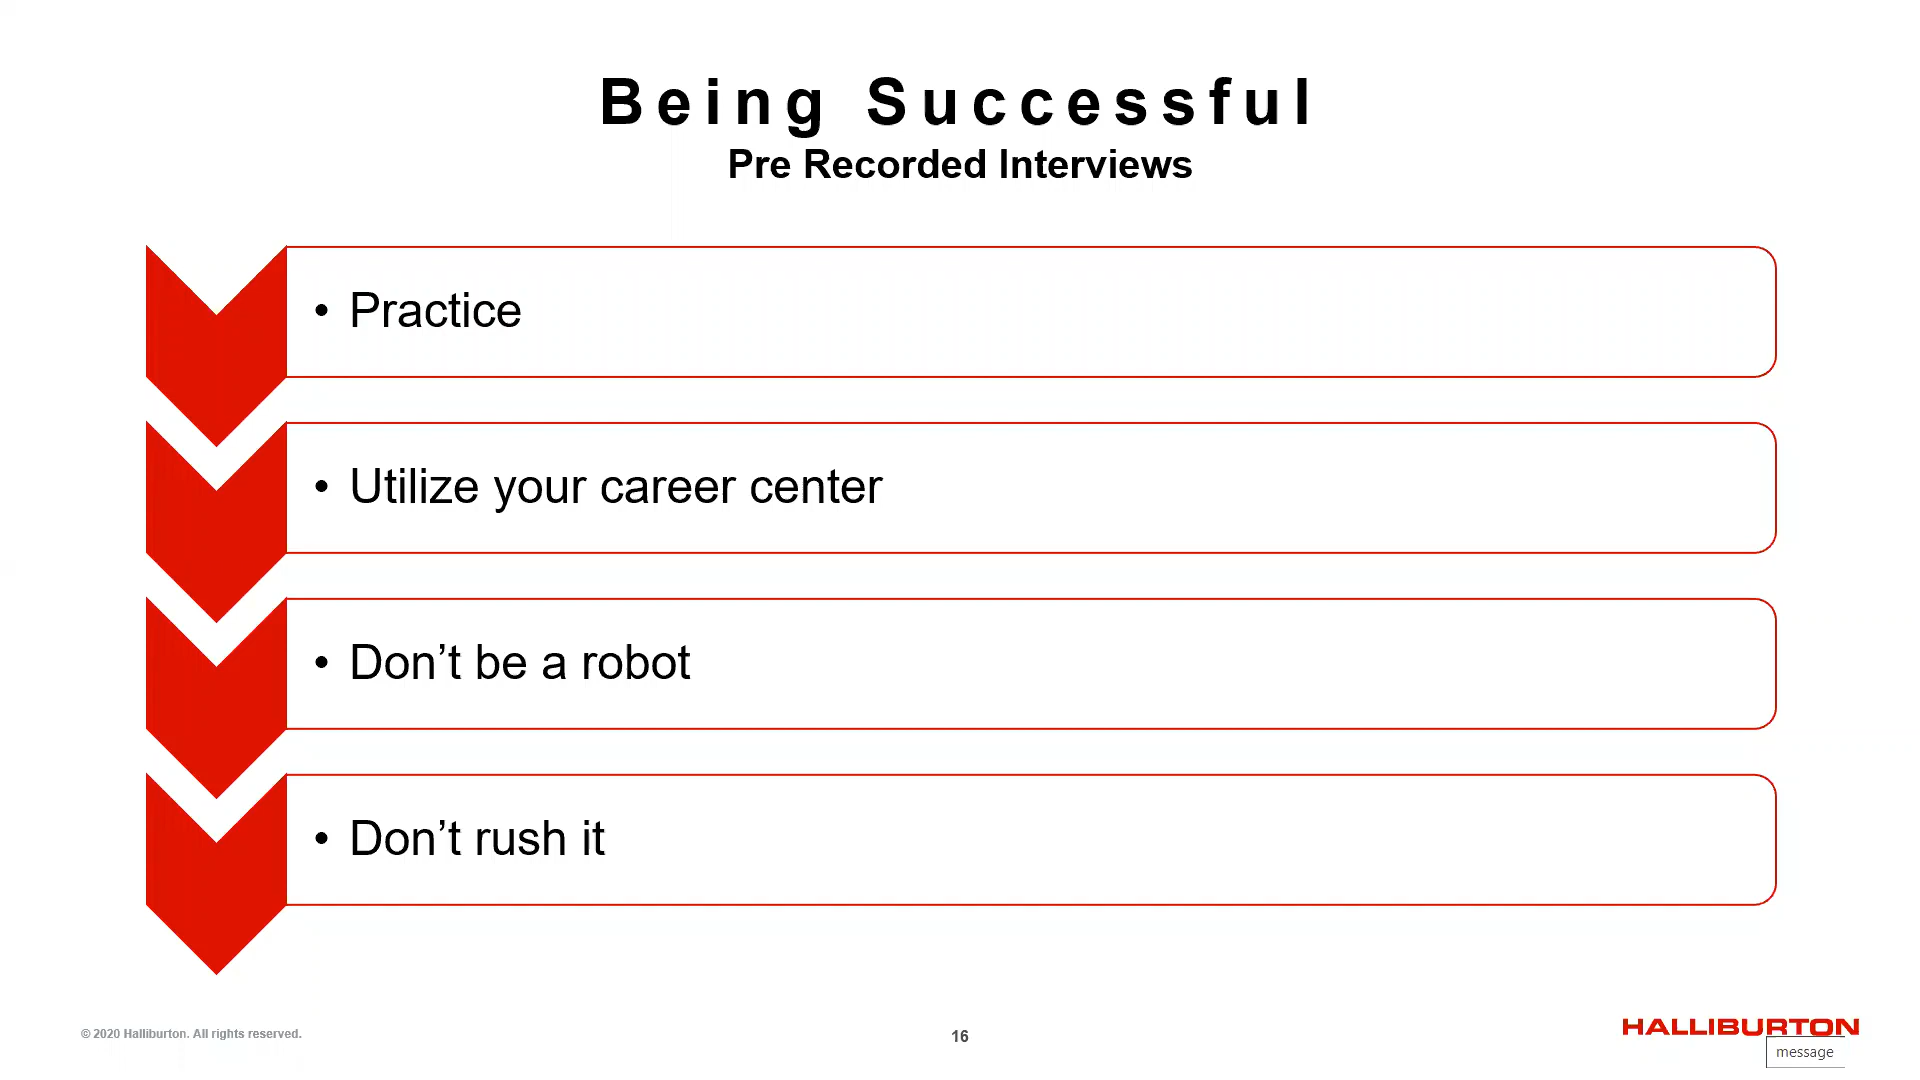 Being Successful
Pre Recorded Interviews
• Practice
• Utilize your career center
• Don’t be a robot
• Don’t rush it
© 2020 Halliburton. All rights reserved.
16
HALLIBURTON
message